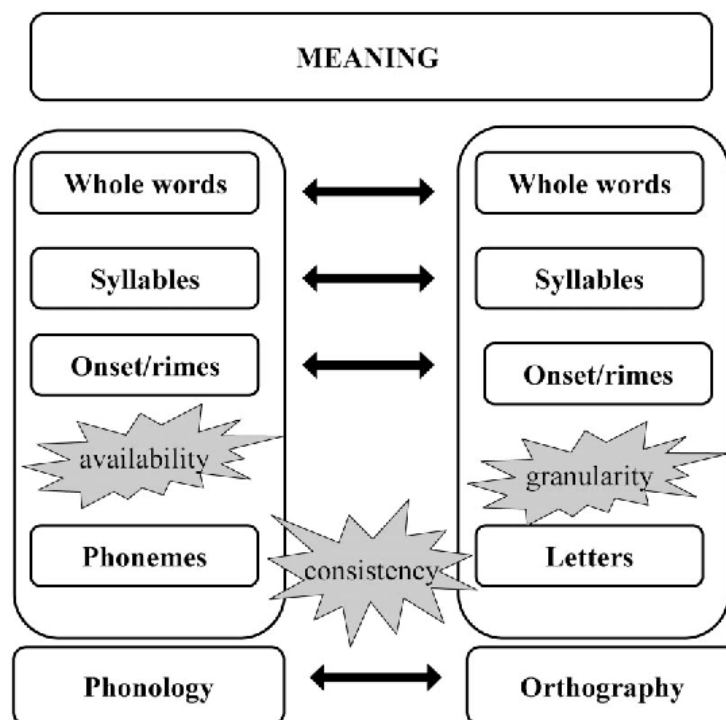 MEANING
Whole words
Whole words
Syllables
Syllables
Onset/rimes
Onset/rimes
availability
granularity
Phonemes
consistency
Letters
Phonology
Orthography